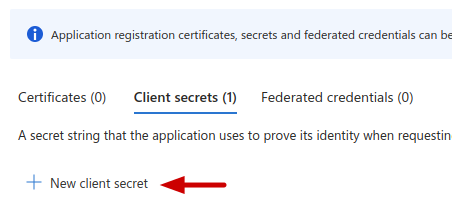 Application registration certificates, secrets and federated credentials can be
Certificates (0)
Client secrets (1)
Federated credentials (0)
A secret string that the application uses to prove its identity when requestin
New client secret